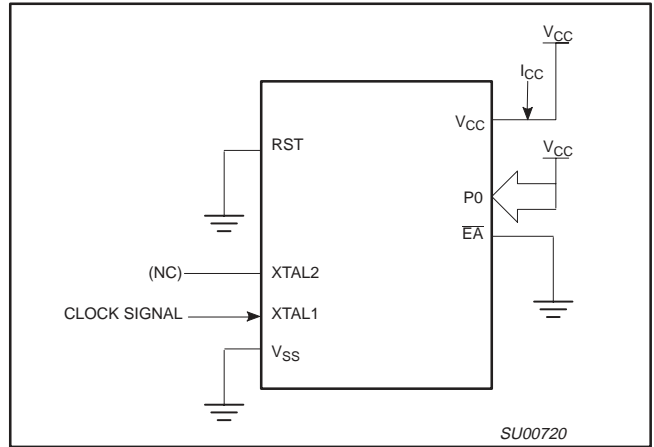 VCC
ICC
VCC
RST
VCC
P0
EA
(NC)
XTAL2
CLOCK SIGNAL
XTAL1
VSS
SU00720